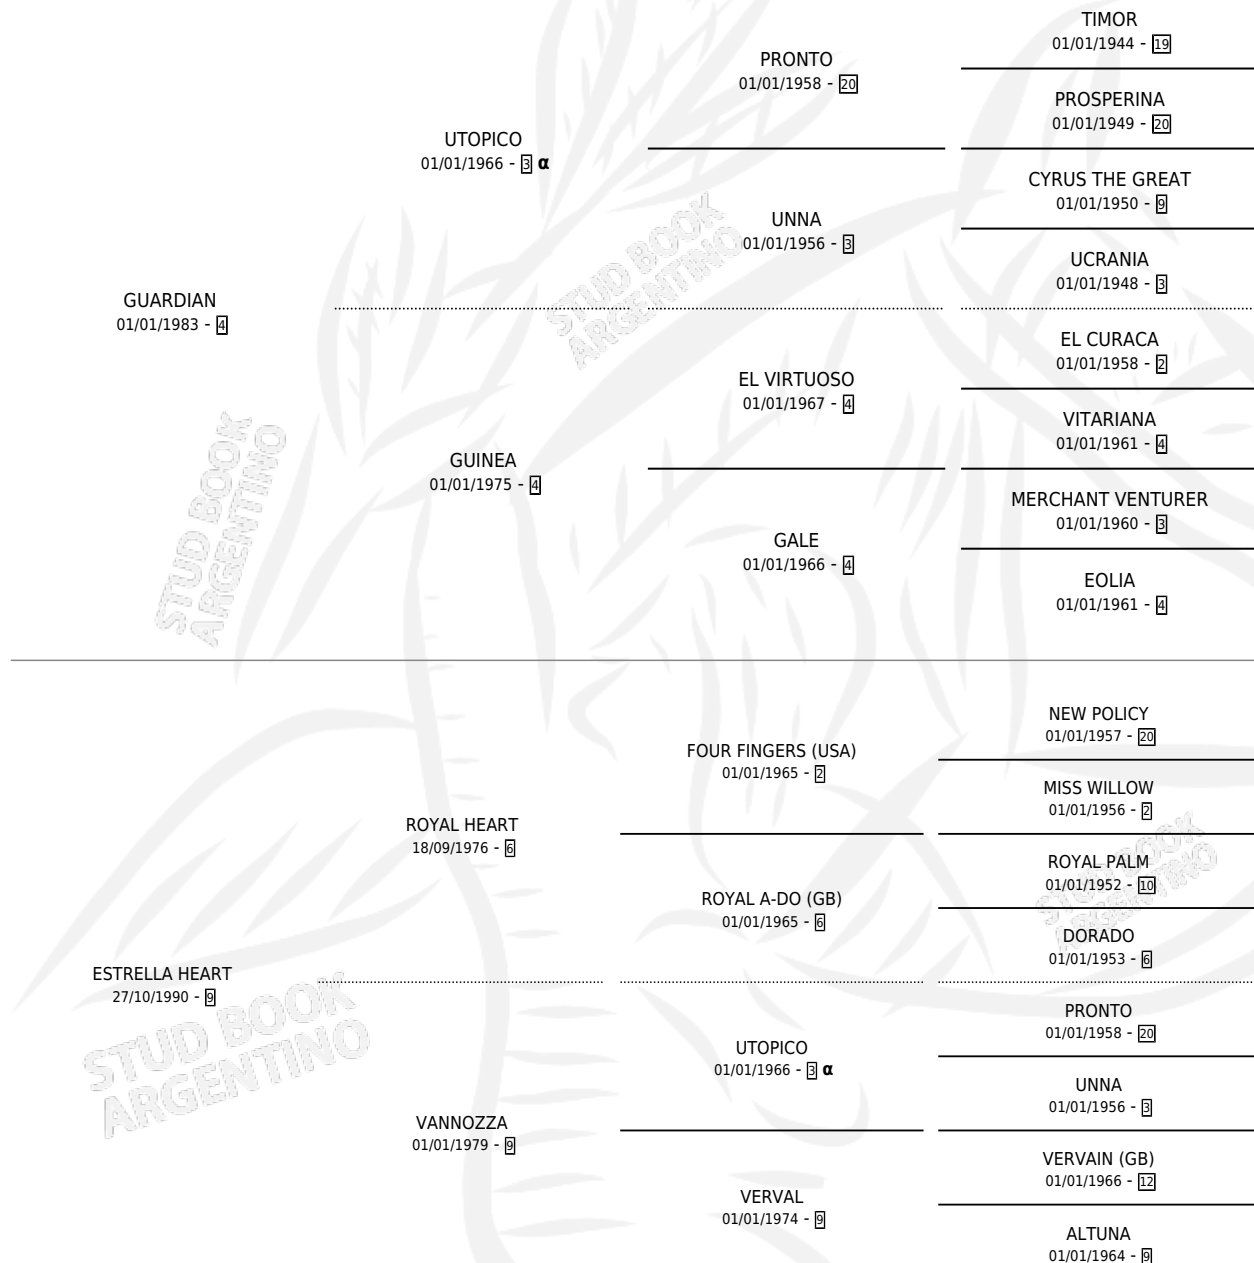 TIMOR
01/01/1944 - 19
PRONTO
01/01/1958 - 20
PROSPERINA
01/01/1949 - 20
UTOPICO
01/01/1966 - 3 α
CYRUS THE GREAT
01/01/1950 - 9
UNNA
01/01/1956 - 3
UCRANIA
01/01/1948 - 3
GUARDIAN
01/01/1983 - 4
EL CURACA
01/01/1958 - 2
EL VIRTUOSO
01/01/1967 - 4
VITARIANA
01/01/1961 - 4
GUINEA
01/01/1975 - 4
MERCHANT VENTURER
01/01/1960 - 3
GALE
01/01/1966 - 4
EOLIA
01/01/1961 - 4
NEW POLICY
01/01/1957 - 20
FOUR FINGERS (USA)
01/01/1965 - 2
MISS WILLOW
01/01/1956 - 2
ROYAL HEART
18/09/1976 - 6
ROYAL PALM
01/01/1952 - 10
ROYAL A-DO (GB)
01/01/1965 - 6
DORADO
01/01/1953 - 6
ESTRELLA HEART
27/10/1990 - 9
PRONTO
01/01/1958 - 20
UTOPICO
01/01/1966 - 3 α
UNNA
01/01/1956 - 3
VANNOZZA
01/01/1979 - 9
VERVAIN (GB)
01/01/1966 - 12
VERVAL
01/01/1974 - 9
ALTUNA
01/01/1964 - 9
STUD BOOK
ARGENTINO
STUD BOOK
ARGENTINO
STUD BOOK
ARGENTINO
STUD BOOK
ARGENTINO